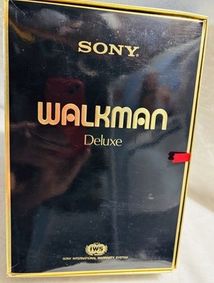 SONY
WALKMAN
Deluxe
IWS
SONY INTERNATIONAL WARRANTY SYSTEM